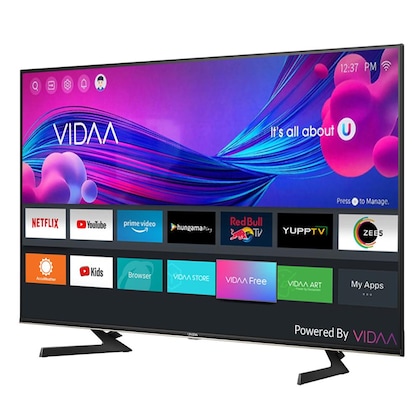 12:37 PM
VIDAA
It's all about U
Press to Manage.
NETFLIX
YouTube
prime video
hungama Play
Red Bull TV
YUPPTV
ZEE5
AccuWeather
YouTube Kids
Browser
VIDAA STORE
VIDAA Free
VIDAA ART
My Apps
Powered By VIDAA